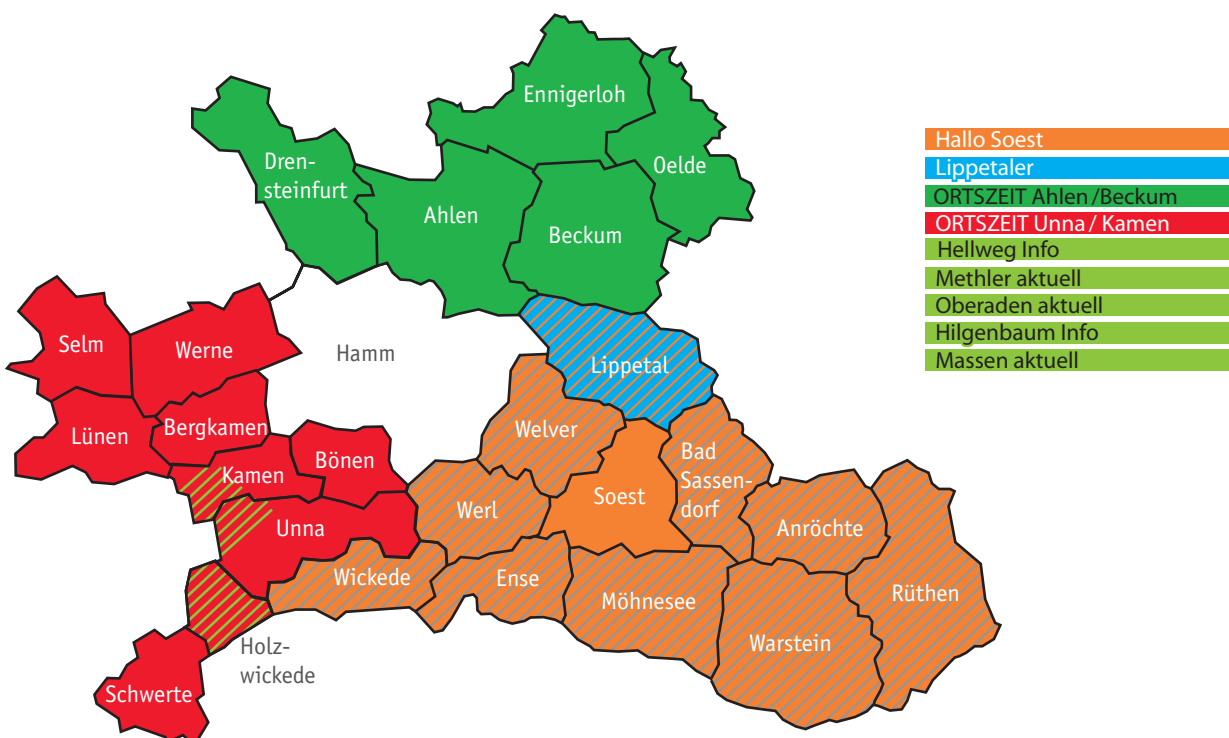 Ennigerloh
Oelde
Dren-
steinfurt
Ahlen
Beckum
Selm
Werne
Hamm
Lippetal
Lünen
Bergkamen
Kamen
Bönen
Welver
Bad
Sassen-
dorf
Soest
Werl
Unna
Anröchte
Wickede
Ense
Möhnesee
Rüthen
Warstein
Holz-
wickede
Schwerte
Hallo Soest
Lippetaler
ORTSZEIT Ahlen /Beckum
ORTSZEIT Unna / Kamen
Hellweg Info
Methler aktuell
Oberaden aktuell
Hilgenbaum Info
Massen aktuell